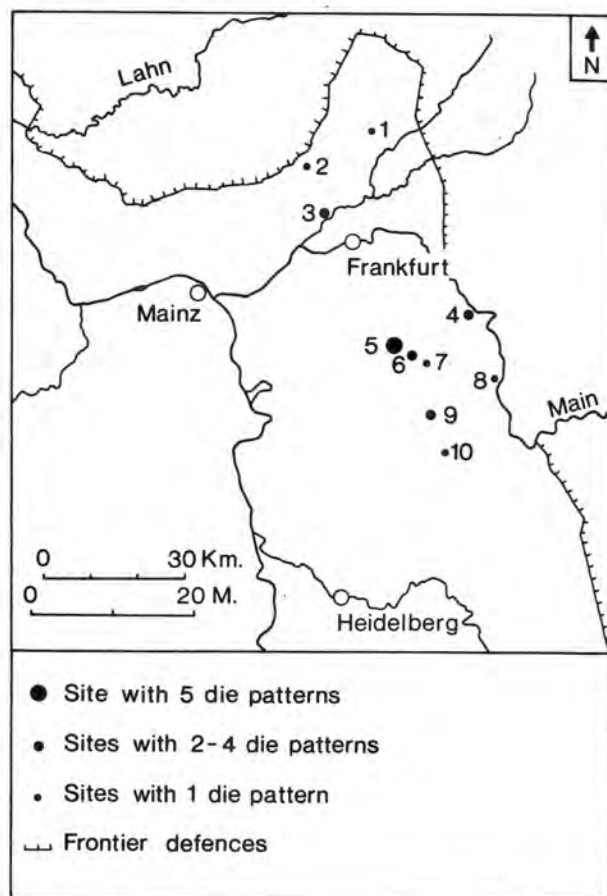 N
Lahn
1
2
3
Frankfurt
Mainz
4
5
6
7
8
Main
9
10
0 30 Km.
0 20 M.
Heidelberg
Site with 5 die patterns
Sites with 2-4 die patterns
Sites with 1 die pattern
Frontier defences